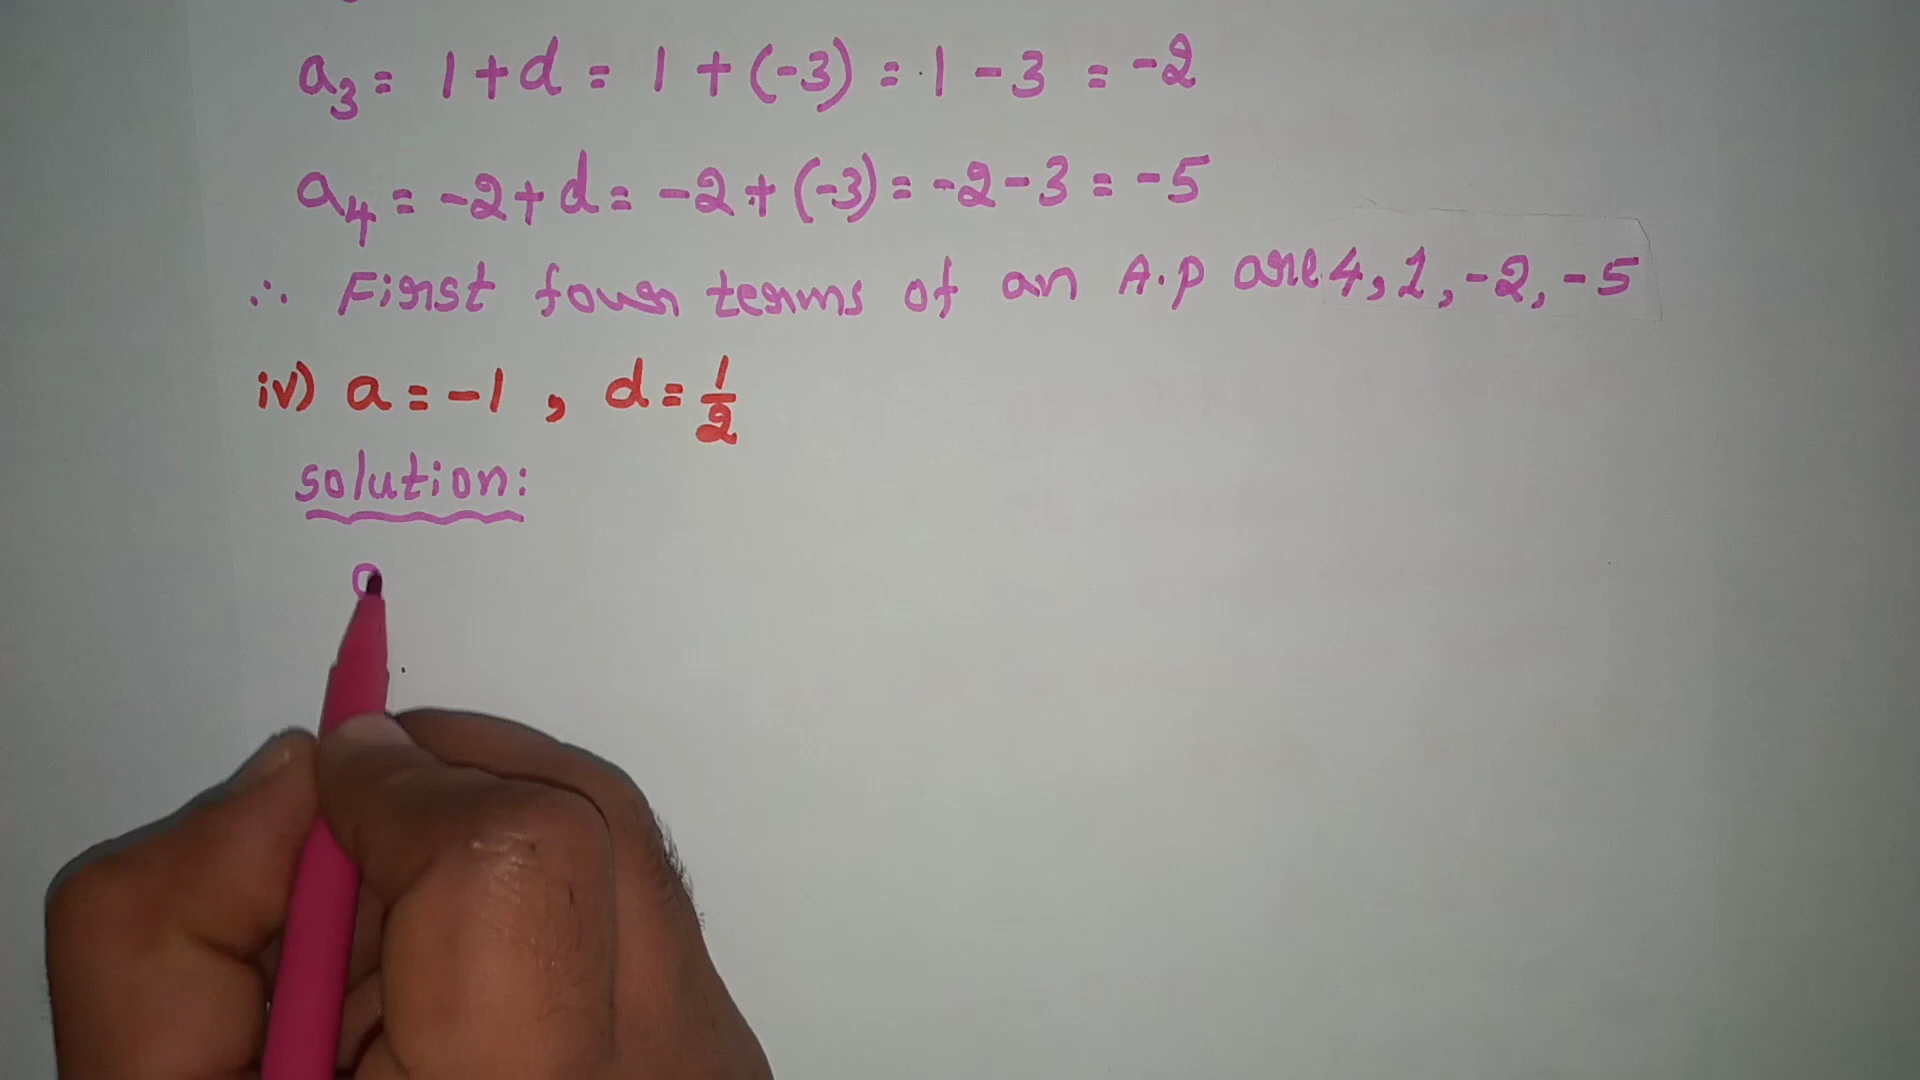 a₃ = 1 + d = 1 + (-3) = 1 - 3 = -2
a₄ = -2 + d = -2 + (-3) = -2 - 3 = -5
∴ First four terms of an A.P are 4, 1, -2, -5
iv) a = -1 , d = 1/2
solution:
a